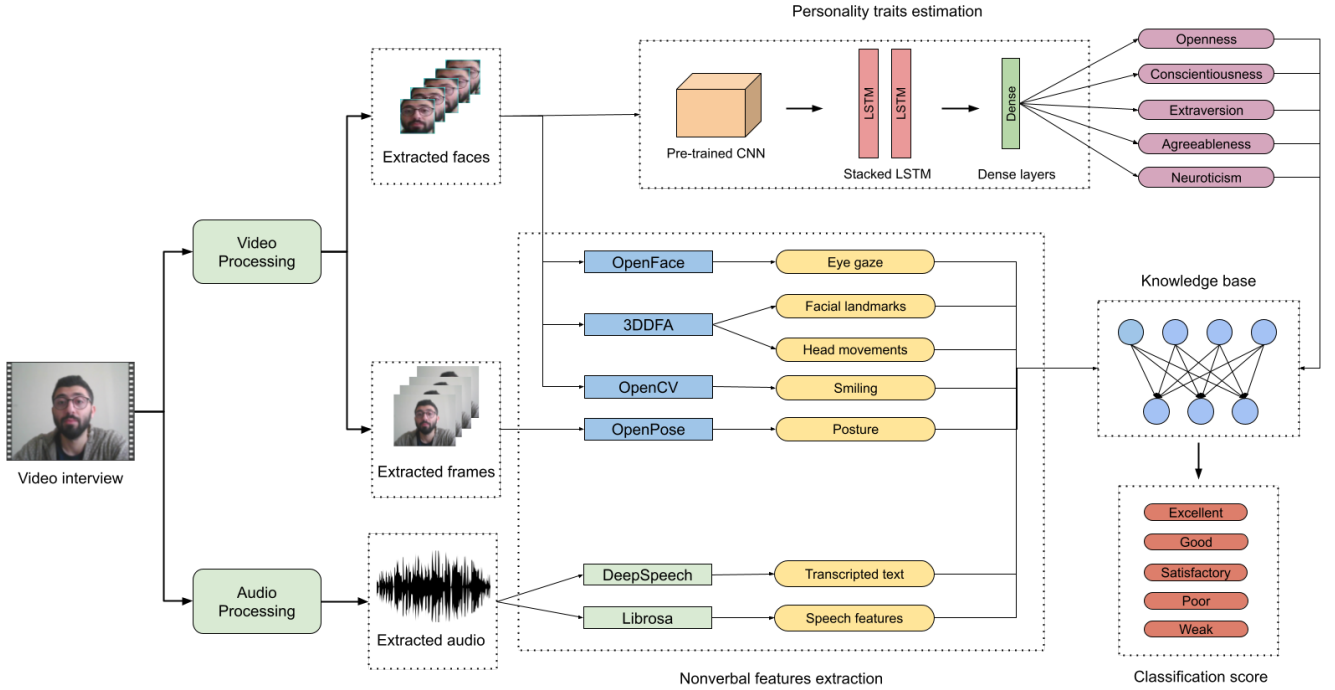 Personality traits estimation
Extracted faces
Pre-trained CNN
LSTM
LSTM
Stacked LSTM
Dense
Dense layers
Openness
Conscientiousness
Extraversion
Agreeableness
Neuroticism
Video
Processing
OpenFace
Eye gaze
3DDFA
Facial landmarks
Head movements
OpenCV
Smiling
OpenPose
Posture
Knowledge base
Video interview
Extracted frames
Audio
Processing
Extracted audio
DeepSpeech
Transcripted text
Librosa
Speech features
Nonverbal features extraction
Excellent
Good
Satisfactory
Poor
Weak
Classification score